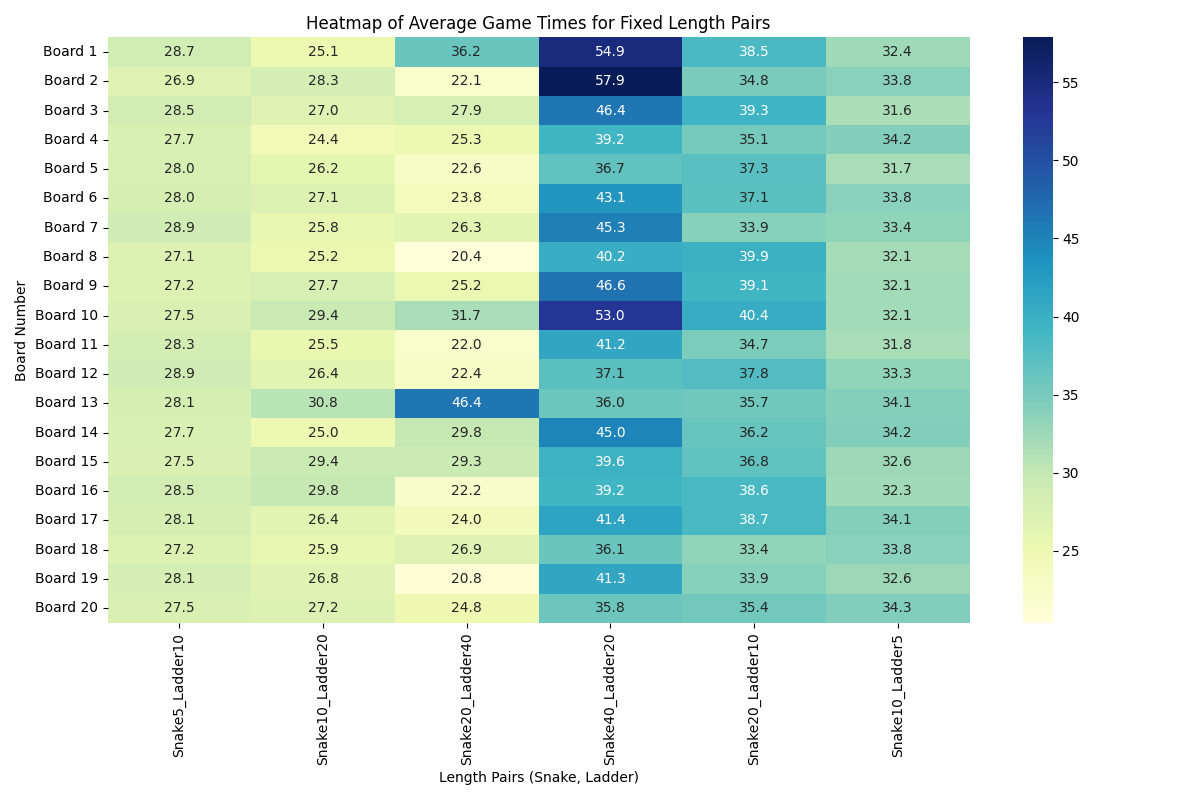 Heatmap of Average Game Times for Fixed Length Pairs
Board 1 28.7 25.1 36.2 54.9 38.5 32.4
Board 2 26.9 28.3 22.1 57.9 34.8 33.8
Board 3 28.5 27.0 27.9 46.4 39.3 31.6
Board 4 27.7 24.4 25.3 39.2 35.1 34.2
Board 5 28.0 26.2 22.6 36.7 37.3 31.7
Board 6 28.0 27.1 23.8 43.1 37.1 33.8
Board 7 28.9 25.8 26.3 45.3 33.9 33.4
Board 8 27.1 25.2 20.4 40.2 39.9 32.1
Board 9 27.2 27.7 25.2 46.6 39.1 32.1
Board 10 27.5 29.4 31.7 53.0 40.4 32.1
Board 11 28.3 25.5 22.0 41.2 34.7 31.8
Board 12 28.9 26.4 22.4 37.1 37.8 33.3
Board 13 28.1 30.8 46.4 36.0 35.7 34.1
Board 14 27.7 25.0 29.8 45.0 36.2 34.2
Board 15 27.5 29.4 29.3 39.6 36.8 32.6
Board 16 28.5 29.8 22.2 39.2 38.6 32.3
Board 17 28.1 26.4 24.0 41.4 38.7 34.1
Board 18 27.2 25.9 26.9 36.1 33.4 33.8
Board 19 28.1 26.8 20.8 41.3 33.9 32.6
Board 20 27.5 27.2 24.8 35.8 35.4 34.3
Board Number
Snake5_Ladder10
Snake10_Ladder20
Snake20_Ladder40
Snake40_Ladder20
Snake20_Ladder10
Snake10_Ladder5
Length Pairs (Snake, Ladder)
55
50
45
40
35
30
25